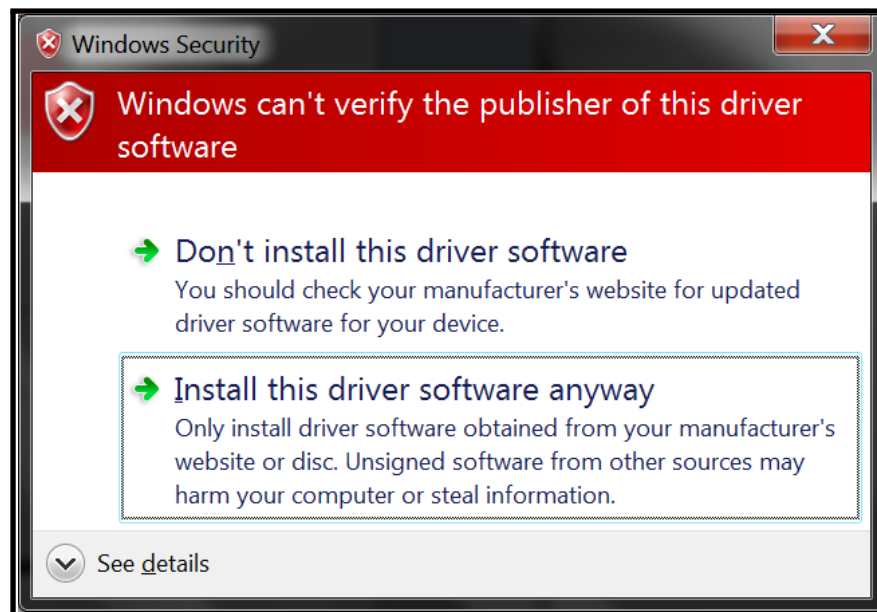 Windows Security
Windows can't verify the publisher of this driver
software
Don't install this driver software
You should check your manufacturer's website for updated
driver software for your device.
Install this driver software anyway
Only install driver software obtained from your manufacturer's
website or disc. Unsigned software from other sources may
harm your computer or steal information.
See details